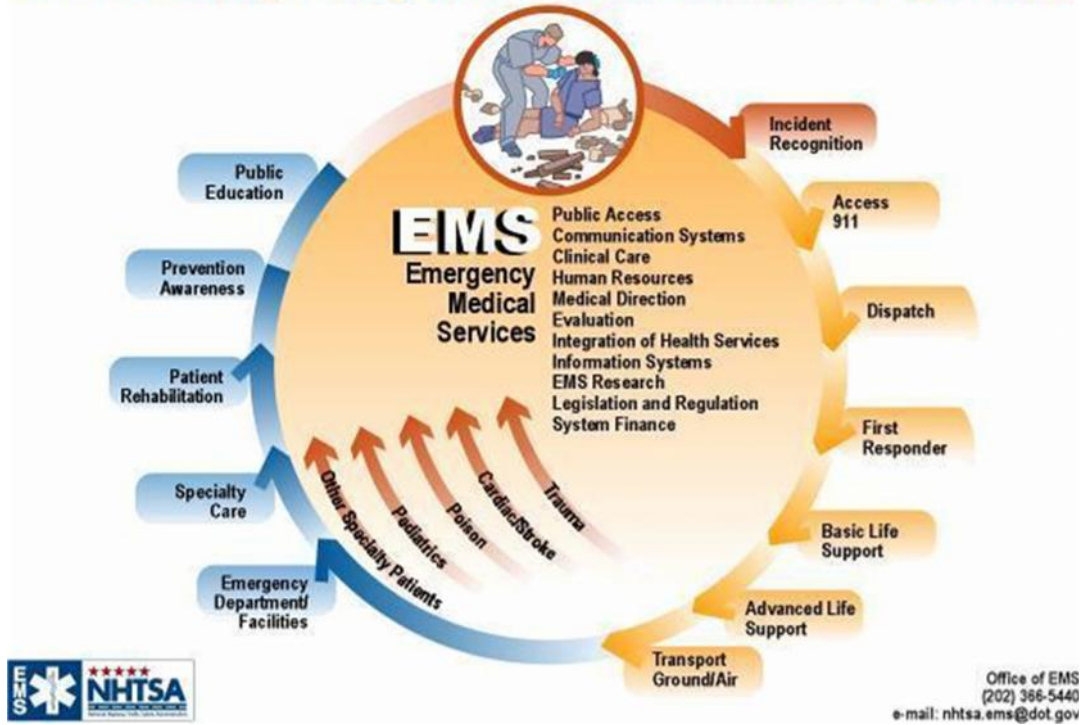 Incident
Recognition
Access
911
Dispatch
First
Responder
Basic Life
Support
Advanced Life
Support
Transport
Ground/Air
Emergency
Department/
Facilities
Specialty
Care
Patient
Rehabilitation
Prevention
Awareness
Public
Education
EMS
Emergency
Medical
Services
Public Access
Communication Systems
Clinical Care
Human Resources
Medical Direction
Evaluation
Integration of Health Services
Information Systems
EMS Research
Legislation and Regulation
System Finance
Other Specialty Patients
Pediatrics
Poison
Cardiac/Stroke
Trauma
EMS
NHTSA
Office of EMS
(202) 366-5440
e-mail: nhtsa.ems@dot.gov